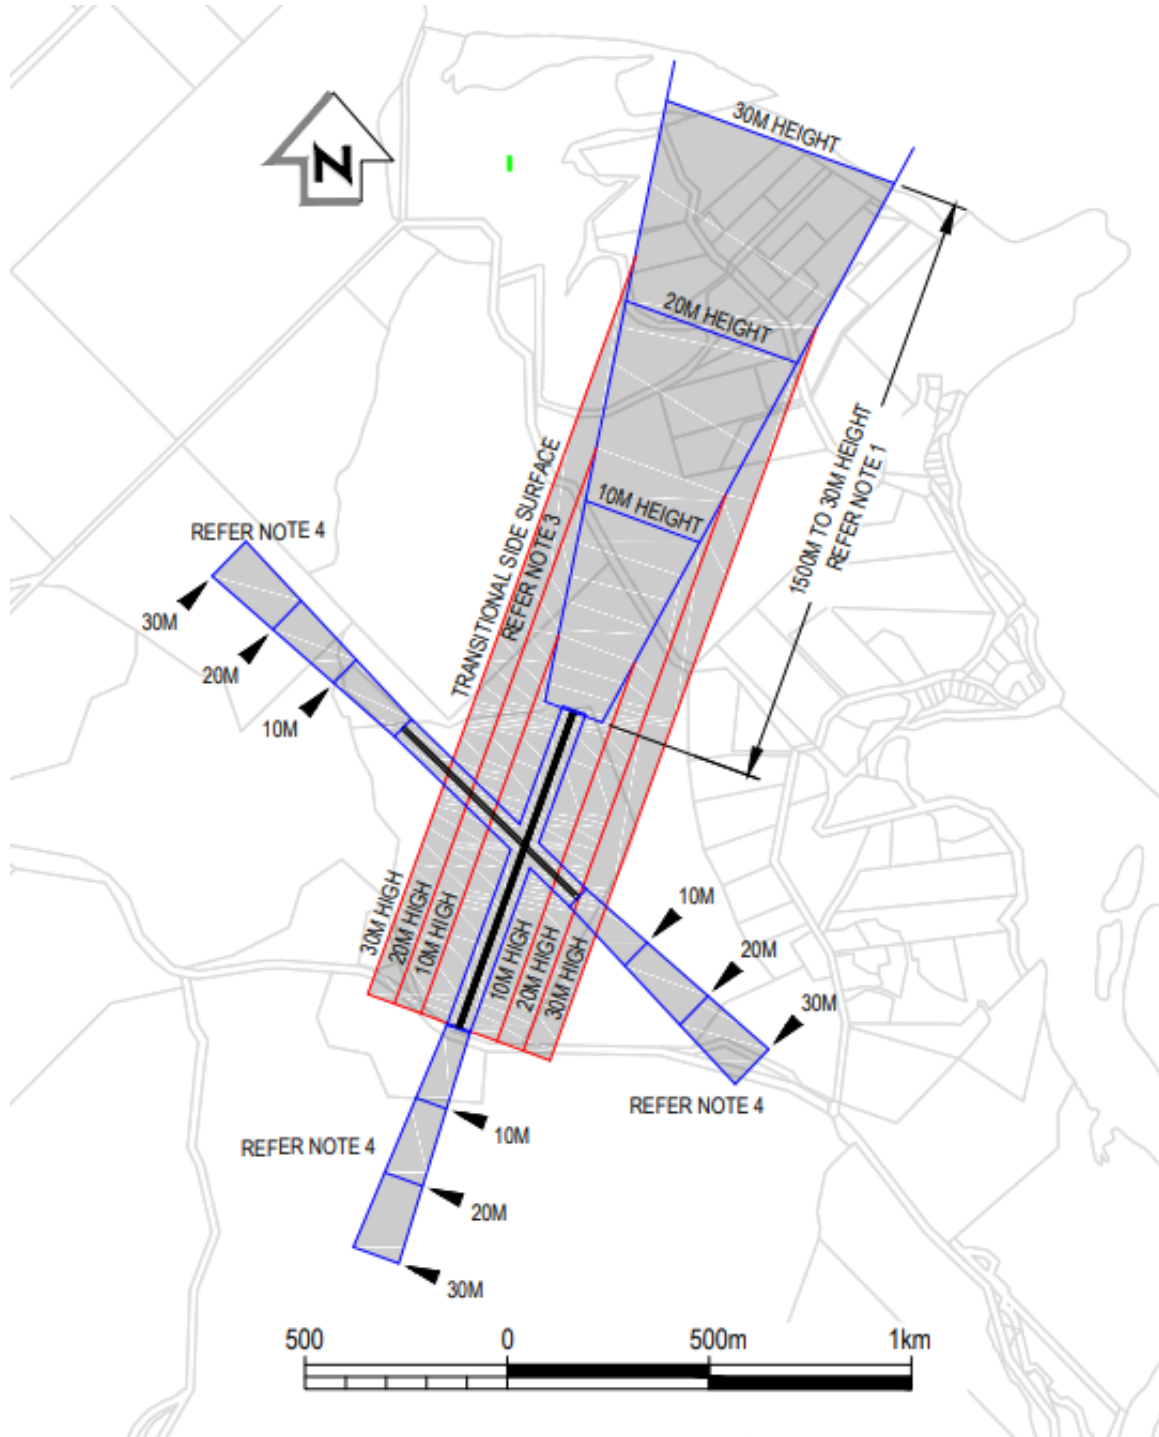 30M HEIGHT
N
20M HEIGHT
10M HEIGHT
1500M TO 30M HEIGHT
REFER NOTE 1
TRANSITIONAL SIDE SURFACE
REFER NOTE 3
REFER NOTE 4
30M
20M
10M
30M HIGH
20M HIGH
10M HIGH
10M HIGH
20M HIGH
30M HIGH
10M
20M
30M
REFER NOTE 4
REFER NOTE 4
10M
20M
30M
500 0 500m 1km